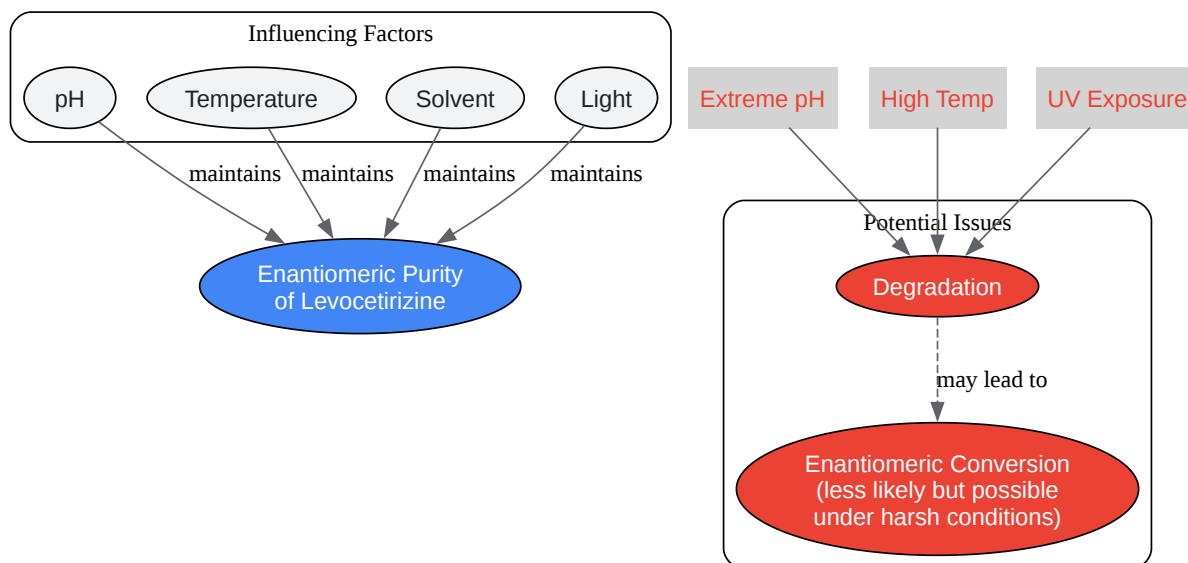 Influencing Factors
pH
Temperature
Solvent
Light
Extreme pH
High Temp
UV Exposure
maintains
maintains
maintains
maintains
Potential Issues
Enantiomeric Purity
of Levocetirizine
Degradation
may lead to
Enantiomeric Conversion
(less likely but possible
under harsh conditions)